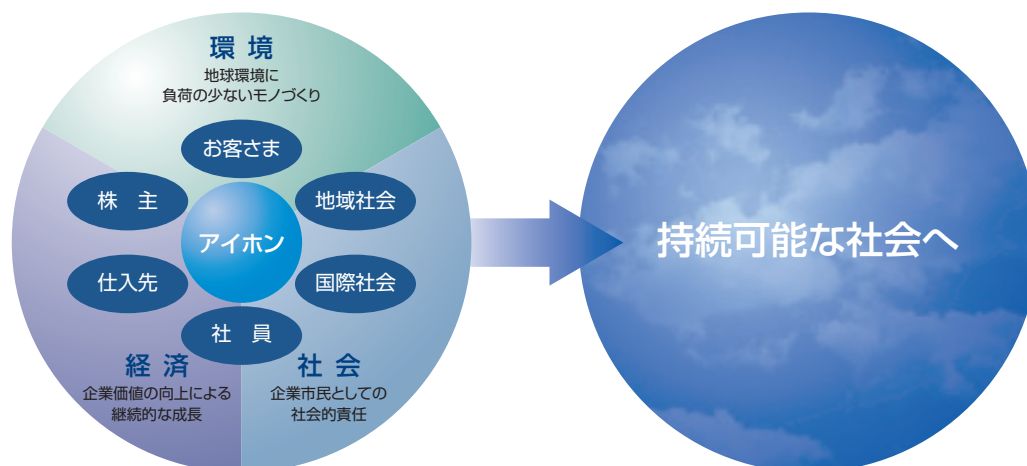 環 境
地球環境に
負荷の少ないモノづくり
お客さま
株 主
地域社会
アイホン
仕入先
国際社会
社 員
経 済
企業価値の向上による
継続的な成長
社 会
企業市民としての
社会的責任
持続可能な社会へ